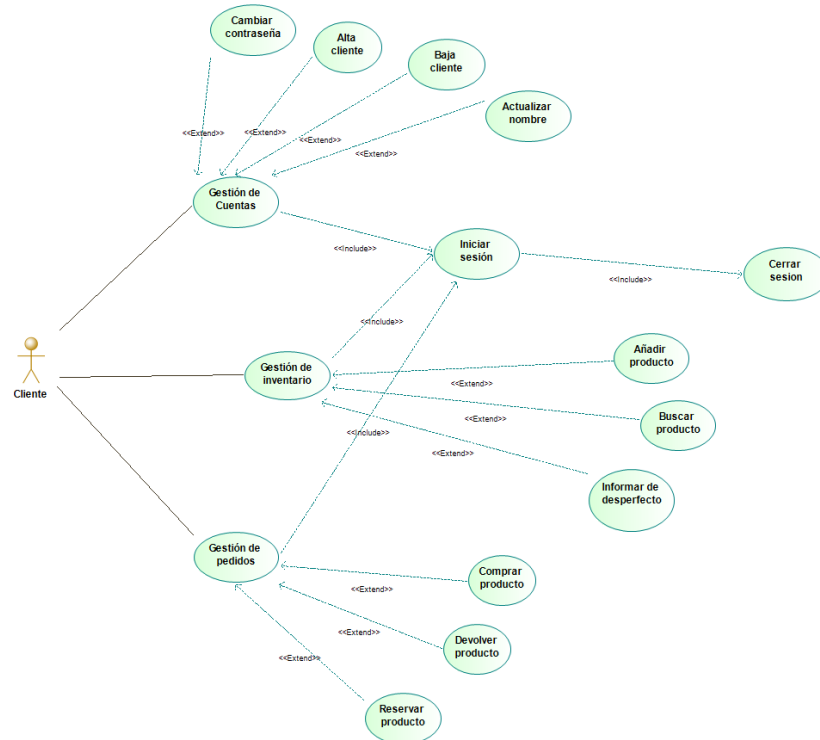 Cambiar
contraseña
Alta
cliente
Baja
cliente
Actualizar
nombre
<<Extend>>
<<Extend>>
<<Extend>>
<<Extend>>
Gestión de
Cuentas
<<Include>>
Iniciar
sesión
<<Include>>
Cerrar
sesion
<<Include>>
Cliente
Gestión de
inventario
Añadir
producto
<<Extend>>
Buscar
producto
<<Extend>>
<<Include>>
<<Extend>>
Informar de
desperfecto
Gestión de
pedidos
Comprar
producto
<<Extend>>
Devolver
producto
<<Extend>>
<<Extend>>
Reservar
producto